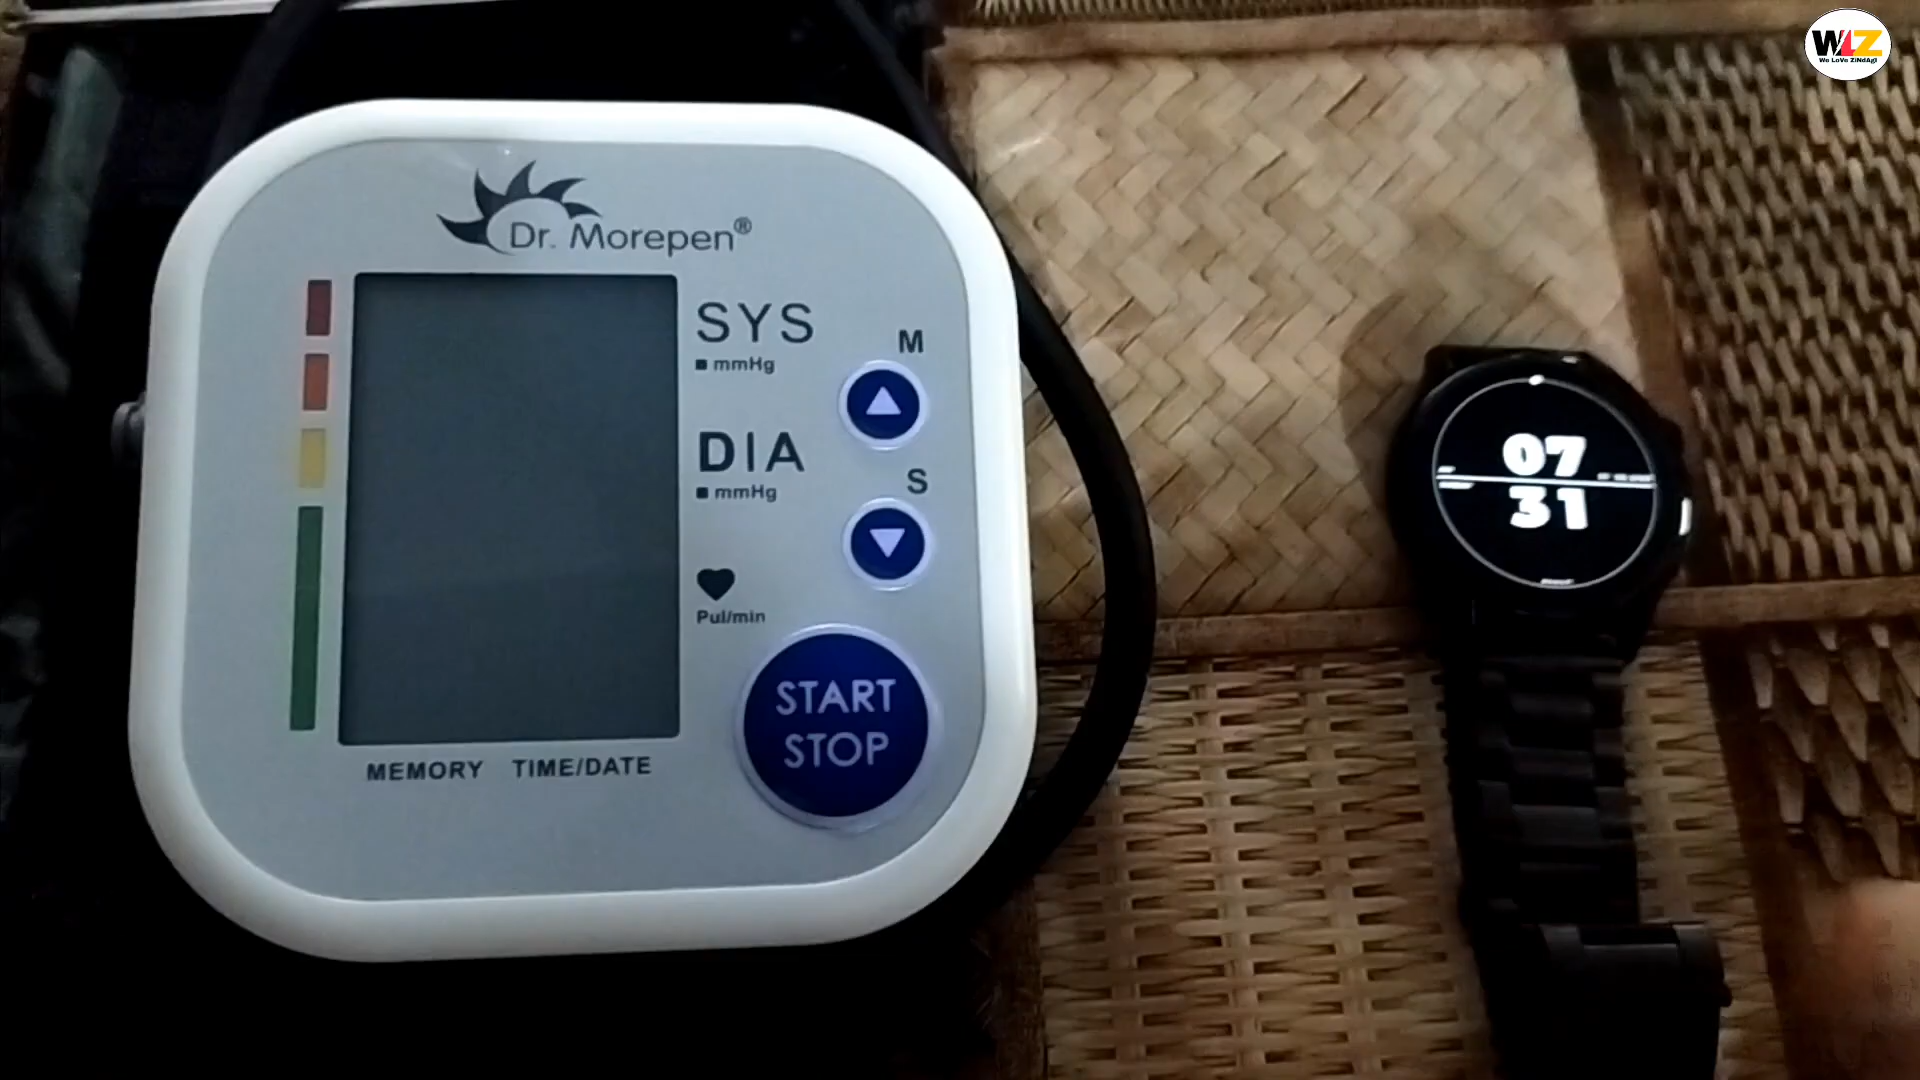 WLZ
We LoVe ZiNdAgI
Dr. Morepen®
SYS
mmHg
M
DIA
mmHg
S
Pul/min
START
STOP
MEMORY TIME/DATE
07
31